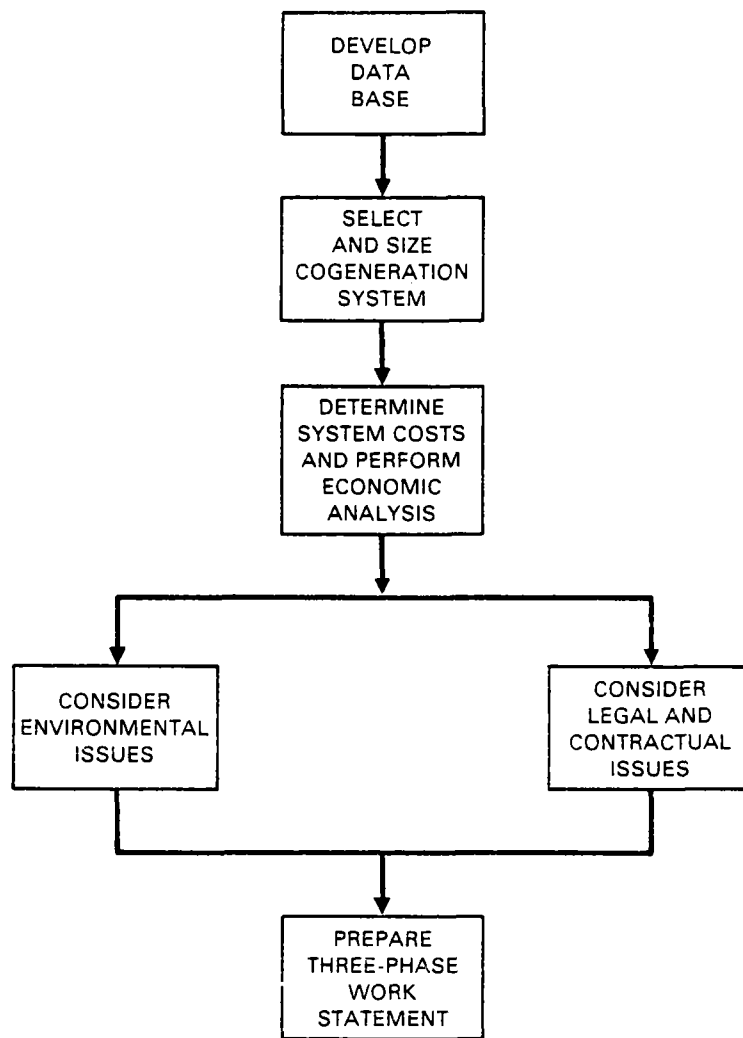 DEVELOP
DATA
BASE
SELECT
AND SIZE
COGENERATION
SYSTEM
DETERMINE
SYSTEM COSTS
AND PERFORM
ECONOMIC
ANALYSIS
CONSIDER
ENVIRONMENTAL
ISSUES
CONSIDER
LEGAL AND
CONTRACTUAL
ISSUES
PREPARE
THREE-PHASE
WORK
STATEMENT